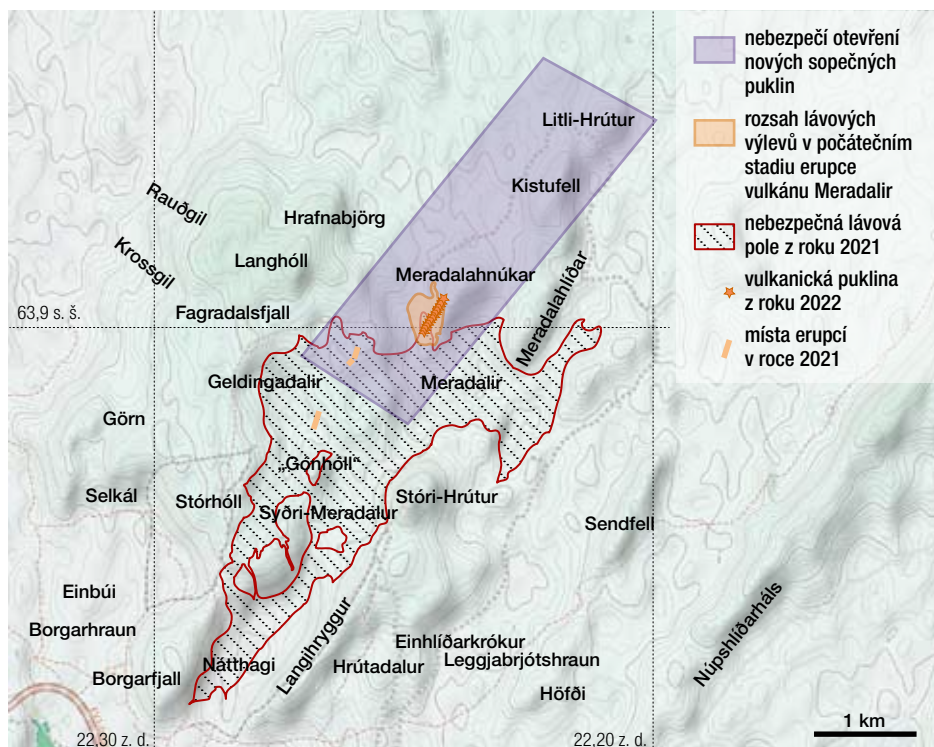 nebezpečí otevření
nových sopečných
puklin
rozsah lávových
výlevů v počátečním
stadiu erupce
vulkánu Meradalir
nebezpečná lávová
pole z roku 2021
vulkanická puklina
z roku 2022
místa erupcí
v roce 2021
Litli-Hrútur
Kistufell
Rauðgil
Hrafnabjörg
Krossgil
Langhóll
Meradalahnúkar
Meradalahlíðar
63,9 s. š.
Fagradalsfjall
Geldingadalir
Meradalir
Görn
„Gónhóll“
Selkál
Stórhóll
Stóri-Hrútur
Syðri-Meradalur
Sendfell
Einbúi
Borgarhraun
Einhlíðarkrókur
Núpshlíðarháls
Langihryggur
Nátthagi
Hrútadalur
Leggjabrjótshraun
Borgarfjall
Höfði
1 km
22,30 z. d.
22,20 z. d.